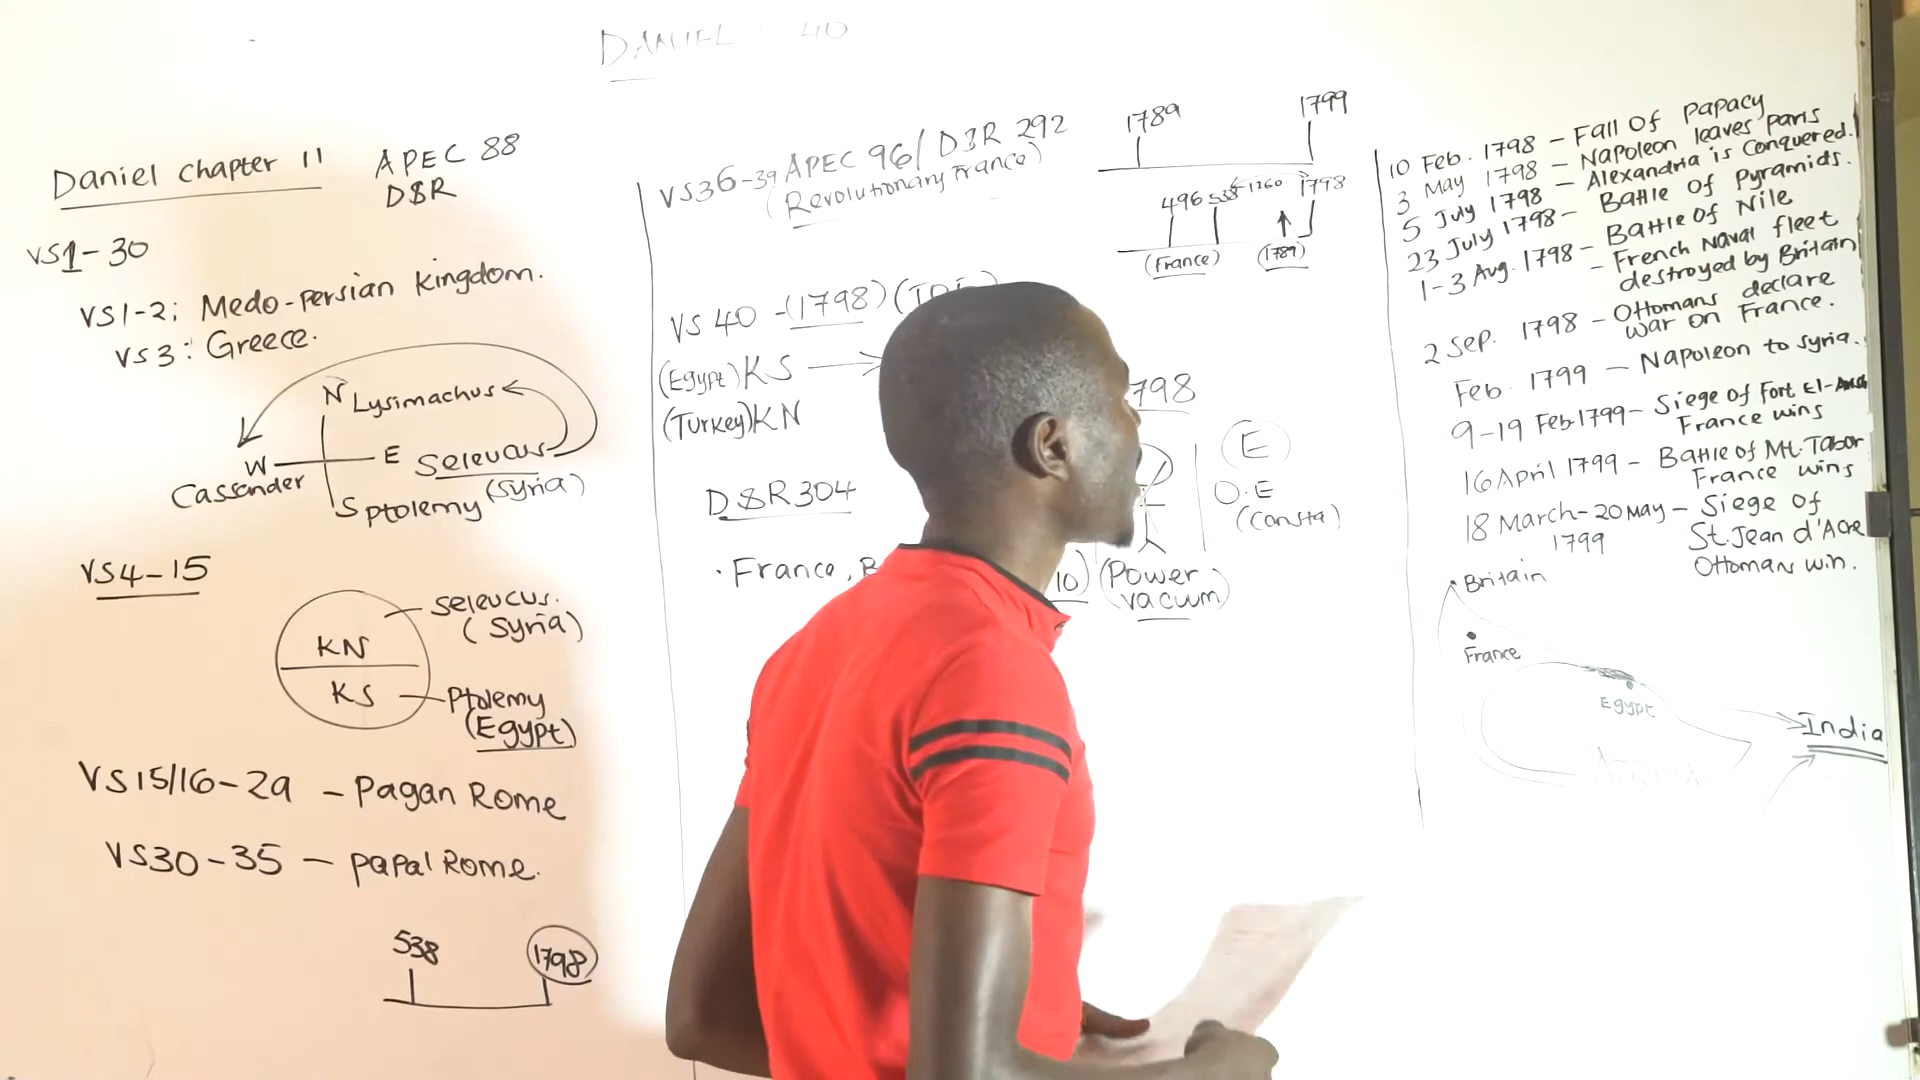 DANIEL 40
Daniel chapter 11
APEC 88
D&R
VS1-30
VS1-2; Medo-persian kingdom.
VS3: Greece.
N Lysimachus
W E Seleucus
Cassander (Syria)
S Ptolemy
VS4-15
Seleucus.
(Syria)
KN
KS
Ptolemy
(Egypt)
VS15/16-29 - Pagan Rome
VS30-35 - papal Rome.
538 1798
VS36-39 APEC 96/ D&R 292
(Revolutionary France)
1789 1799
496 538 1260 1798
(France) (1789)
VS 40 - (1798)
(Egypt) KS
(Turkey) KN
798
E
O.E
(Consta)
D&R 304
· France, B
10) (Power
vacuum)
10 Feb. 1798 - Fall Of Papacy
3 May 1798 - Napoleon leaves paris
5 July 1798 - Alexandria is Conquered.
23 July 1798 - Battle Of Pyramids.
1-3 Aug. 1798 - Battle Of Nile
- French Naval fleet
destroyed by Britain
2 Sep. 1798 - Ottomans declare
war on France.
Feb. 1799 - Napoleon to Syria.
9-19 Feb 1799 - Siege of Fort El-Arish
France wins
16 April 1799 - Battle of Mt. Tabor
France wins
18 March - 20 May - Siege of
1799 St. Jean d'Acre
Ottomans win.
Britain
France
Egypt
India
AFRICA